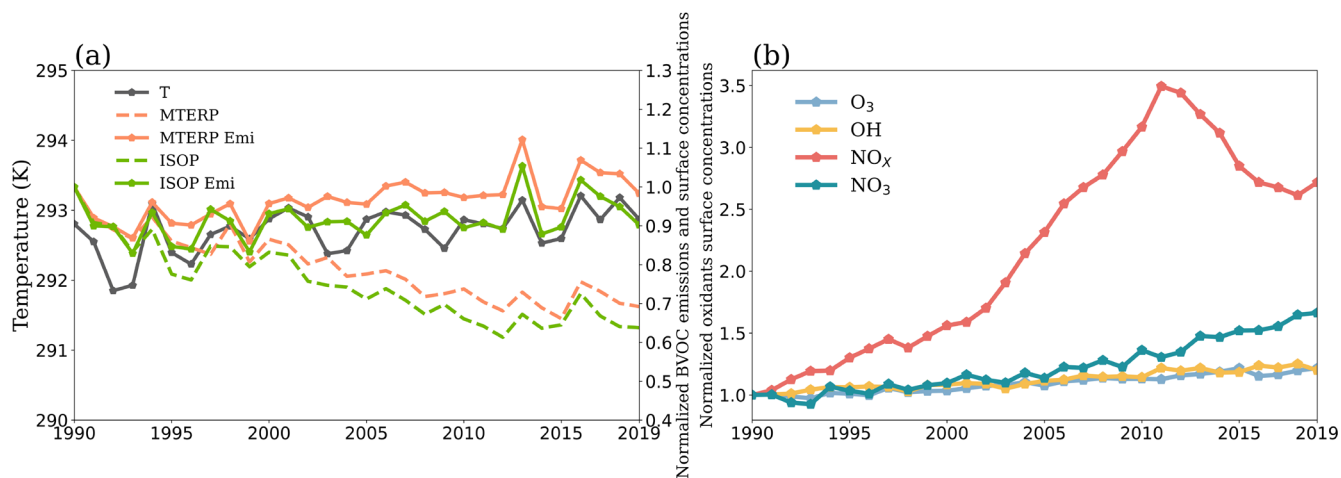 (a)
295
294
293
292
291
290
Temperature (K)
T
MTERP
MTERP Emi
ISOP
ISOP Emi
1.3
1.2
1.1
1.0
0.9
0.8
0.7
0.6
0.5
0.4
Normalized BVOC emissions and surface concentrations
1990
1995
2000
2005
2010
2015
2019
(b)
3.5
3.0
2.5
2.0
1.5
1.0
Normalized oxidants surface concentrations
O3
OH
NOX
NO3
1990
1995
2000
2005
2010
2015
2019